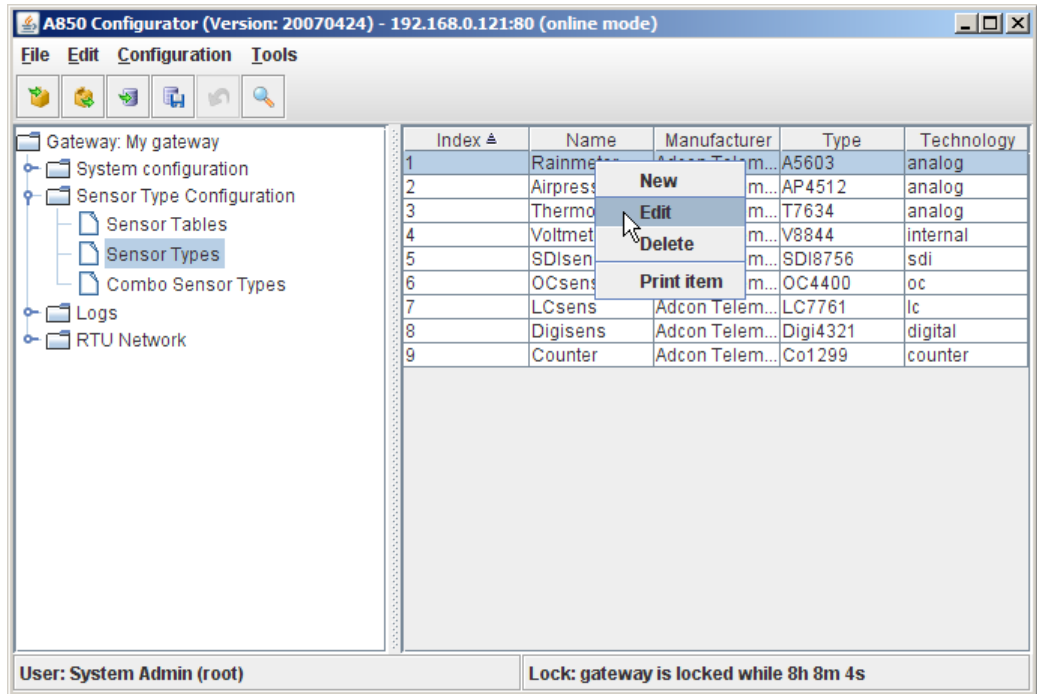 A850 Configurator (Version: 20070424) - 192.168.0.121:80 (online mode)
File Edit Configuration Tools
Gateway: My gateway
System configuration
Sensor Type Configuration
Sensor Tables
Sensor Types
Combo Sensor Types
Logs
RTU Network
Index Name Manufacturer Type Technology
1 A5603 analog
2 Airpress m... AP4512 analog
3 Thermo m... T7634 analog
4 Voltmet m... V8844 internal
5 SDIsen m... SDI8756 sdi
6 OCsens m... OC4400 oc
7 LCsens Adcon Telem... LC7761 lc
8 Digisens Adcon Telem... Digi4321 digital
9 Counter Adcon Telem... Co1299 counter
New
Edit
Delete
Print item
User: System Admin (root)
Lock: gateway is locked while 8h 8m 4s